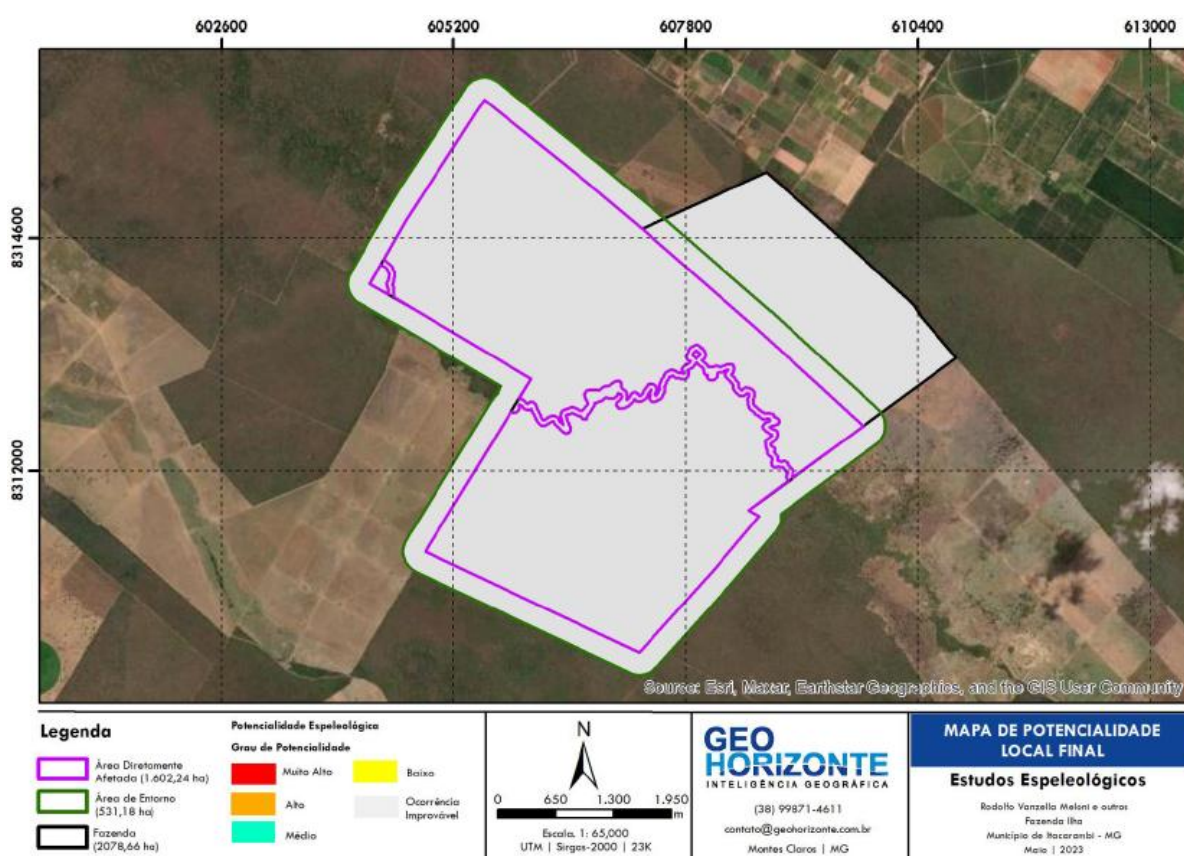 602600 605200 607800 610400 613000
8314600
8312000
Source: Esri, Maxar, Earthstar Geographics, and the GIS User Community
Legenda
Área Diretamente
Afetada (1.602,24 ha)
Área de Entorno
(531,18 ha)
Fazenda
(2078,66 ha)
Potencialidade Espeleológica
Grau de Potencialidade
Muito Alto
Alto
Médio
Baixo
Ocorrência
Improvável
N
0 650 1.300 1.950
m
Escala. 1: 65,000
UTM | Sirgas-2000 | 23K
GEO
HORIZONTE
INTELIGÊNCIA GEOGRÁFICA
(38) 99871-4611
contato@geohorizonte.com.br
Montes Claros | MG
MAPA DE POTENCIALIDADE
LOCAL FINAL
Estudos Espeleológicos
Rodolfo Vanzella Meloni e outros
Fazenda Ilha
Município de Itacarambi - MG
Maio | 2023